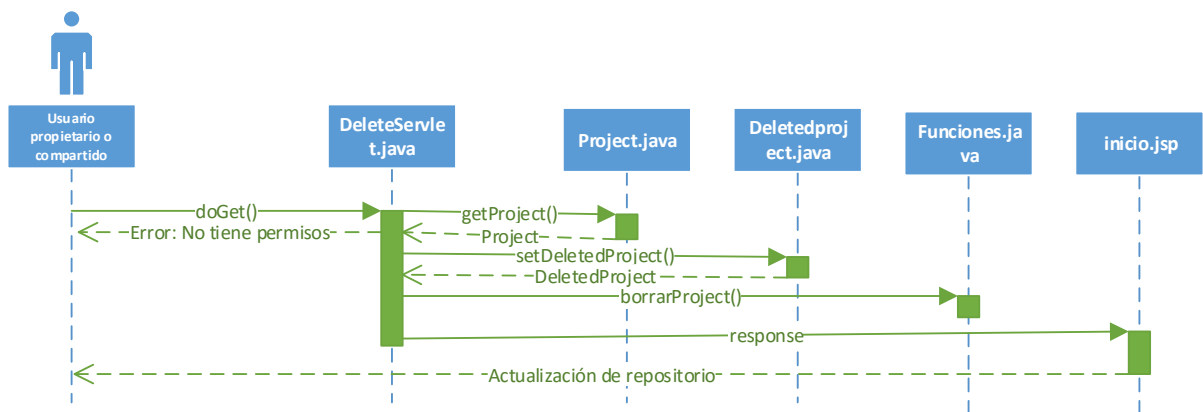 Usuario
propietario o
compartido
DeleteServle
t.java
Project.java
Deletedproj
ect.java
Funciones.ja
va
inicio.jsp
doGet()
getProject()
Error: No tiene permisos
Project
setDeletedProject()
DeletedProject
borrarProject()
response
Actualización de repositorio